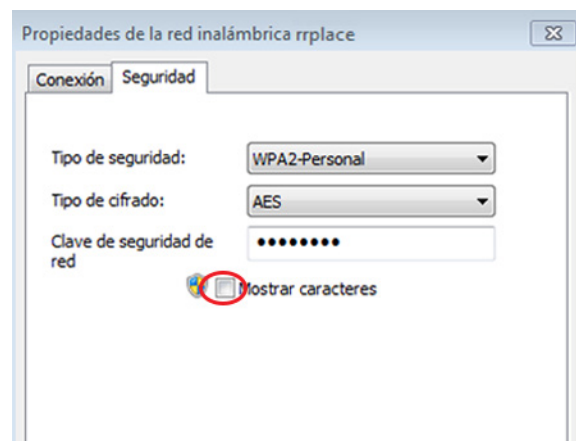 Propiedades de la red inalámbrica rrplace
Conexión Seguridad
Tipo de seguridad: WPA2-Personal
Tipo de cifrado: AES
Clave de seguridad de ••••••••
red
Mostrar caracteres